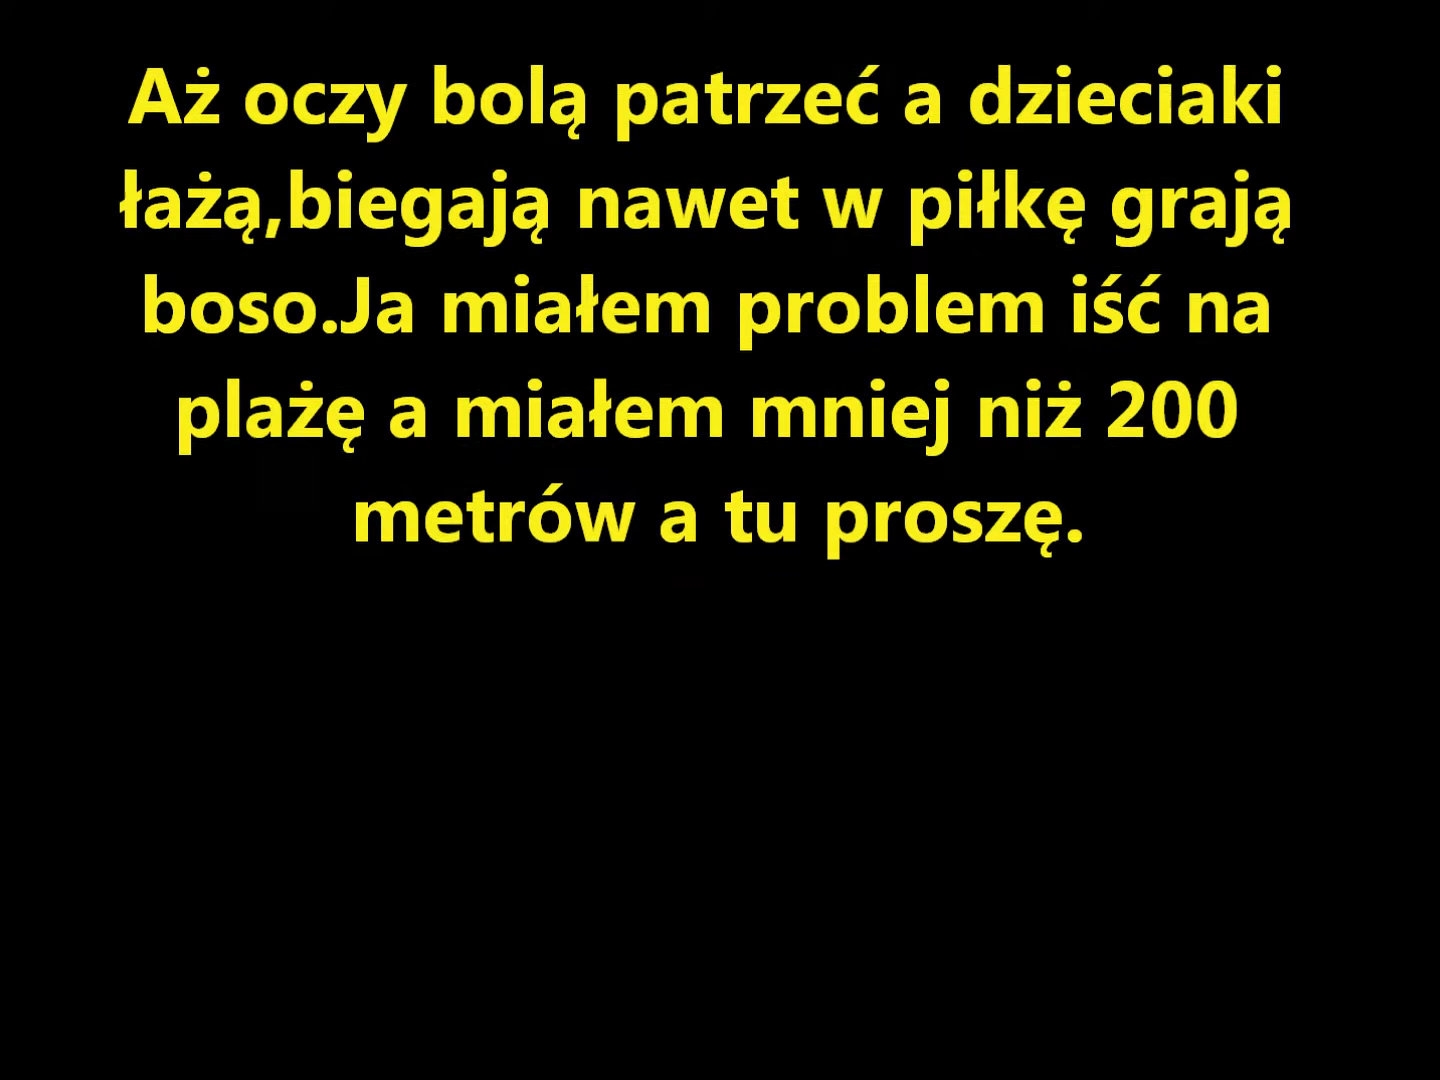 Aż oczy bolą patrzeć a dzieciaki
łażą,biegają nawet w piłkę grają
boso.Ja miałem problem iść na
plażę a miałem mniej niż 200
metrów a tu proszę.